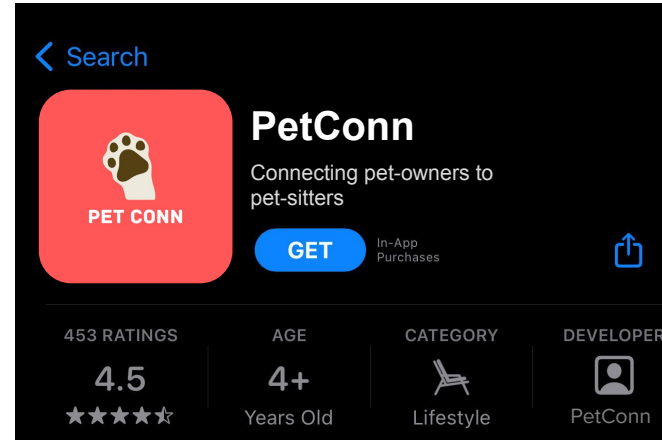 Search
PetConn
Connecting pet-owners to
pet-sitters
PET CONN
GET
In-App
Purchases
453 RATINGS
AGE
CATEGORY
DEVELOPER
4.5
4+
Years Old
Lifestyle
PetConn